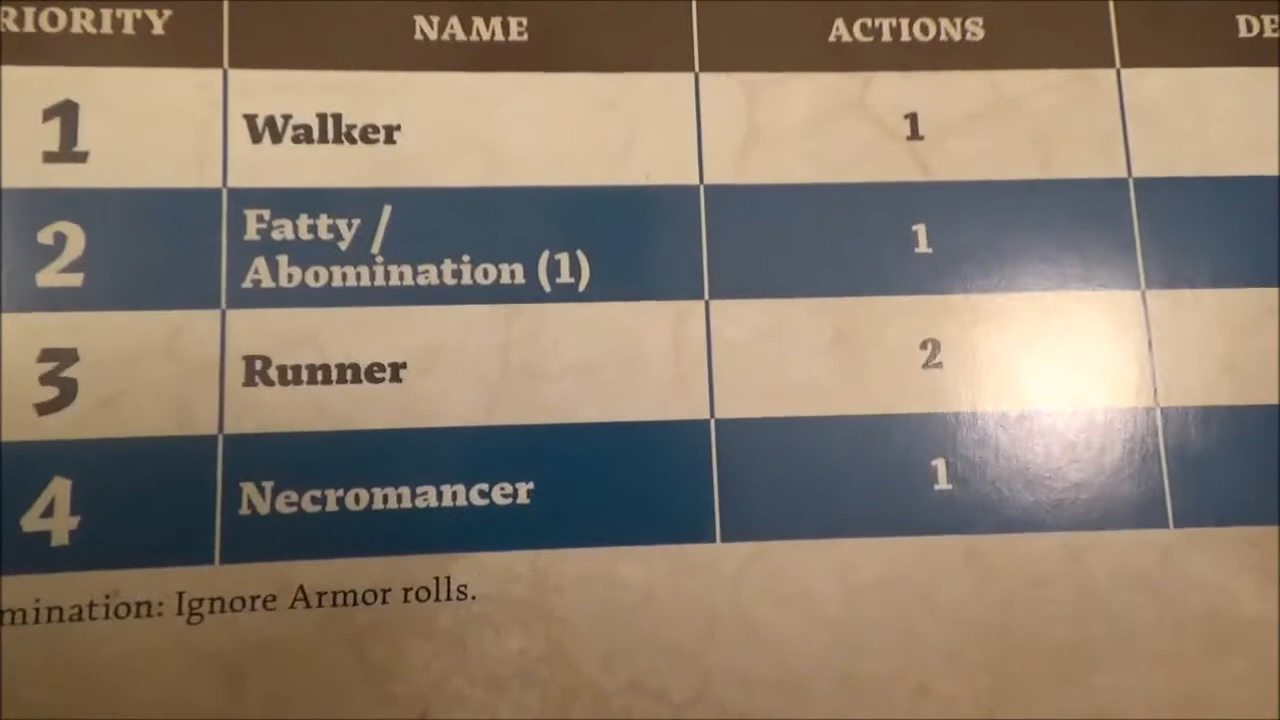 RIORITY NAME ACTIONS DE
1 Walker 1
2 Fatty / Abomination (1) 1
3 Runner 2
4 Necromancer 1
mination: Ignore Armor rolls.